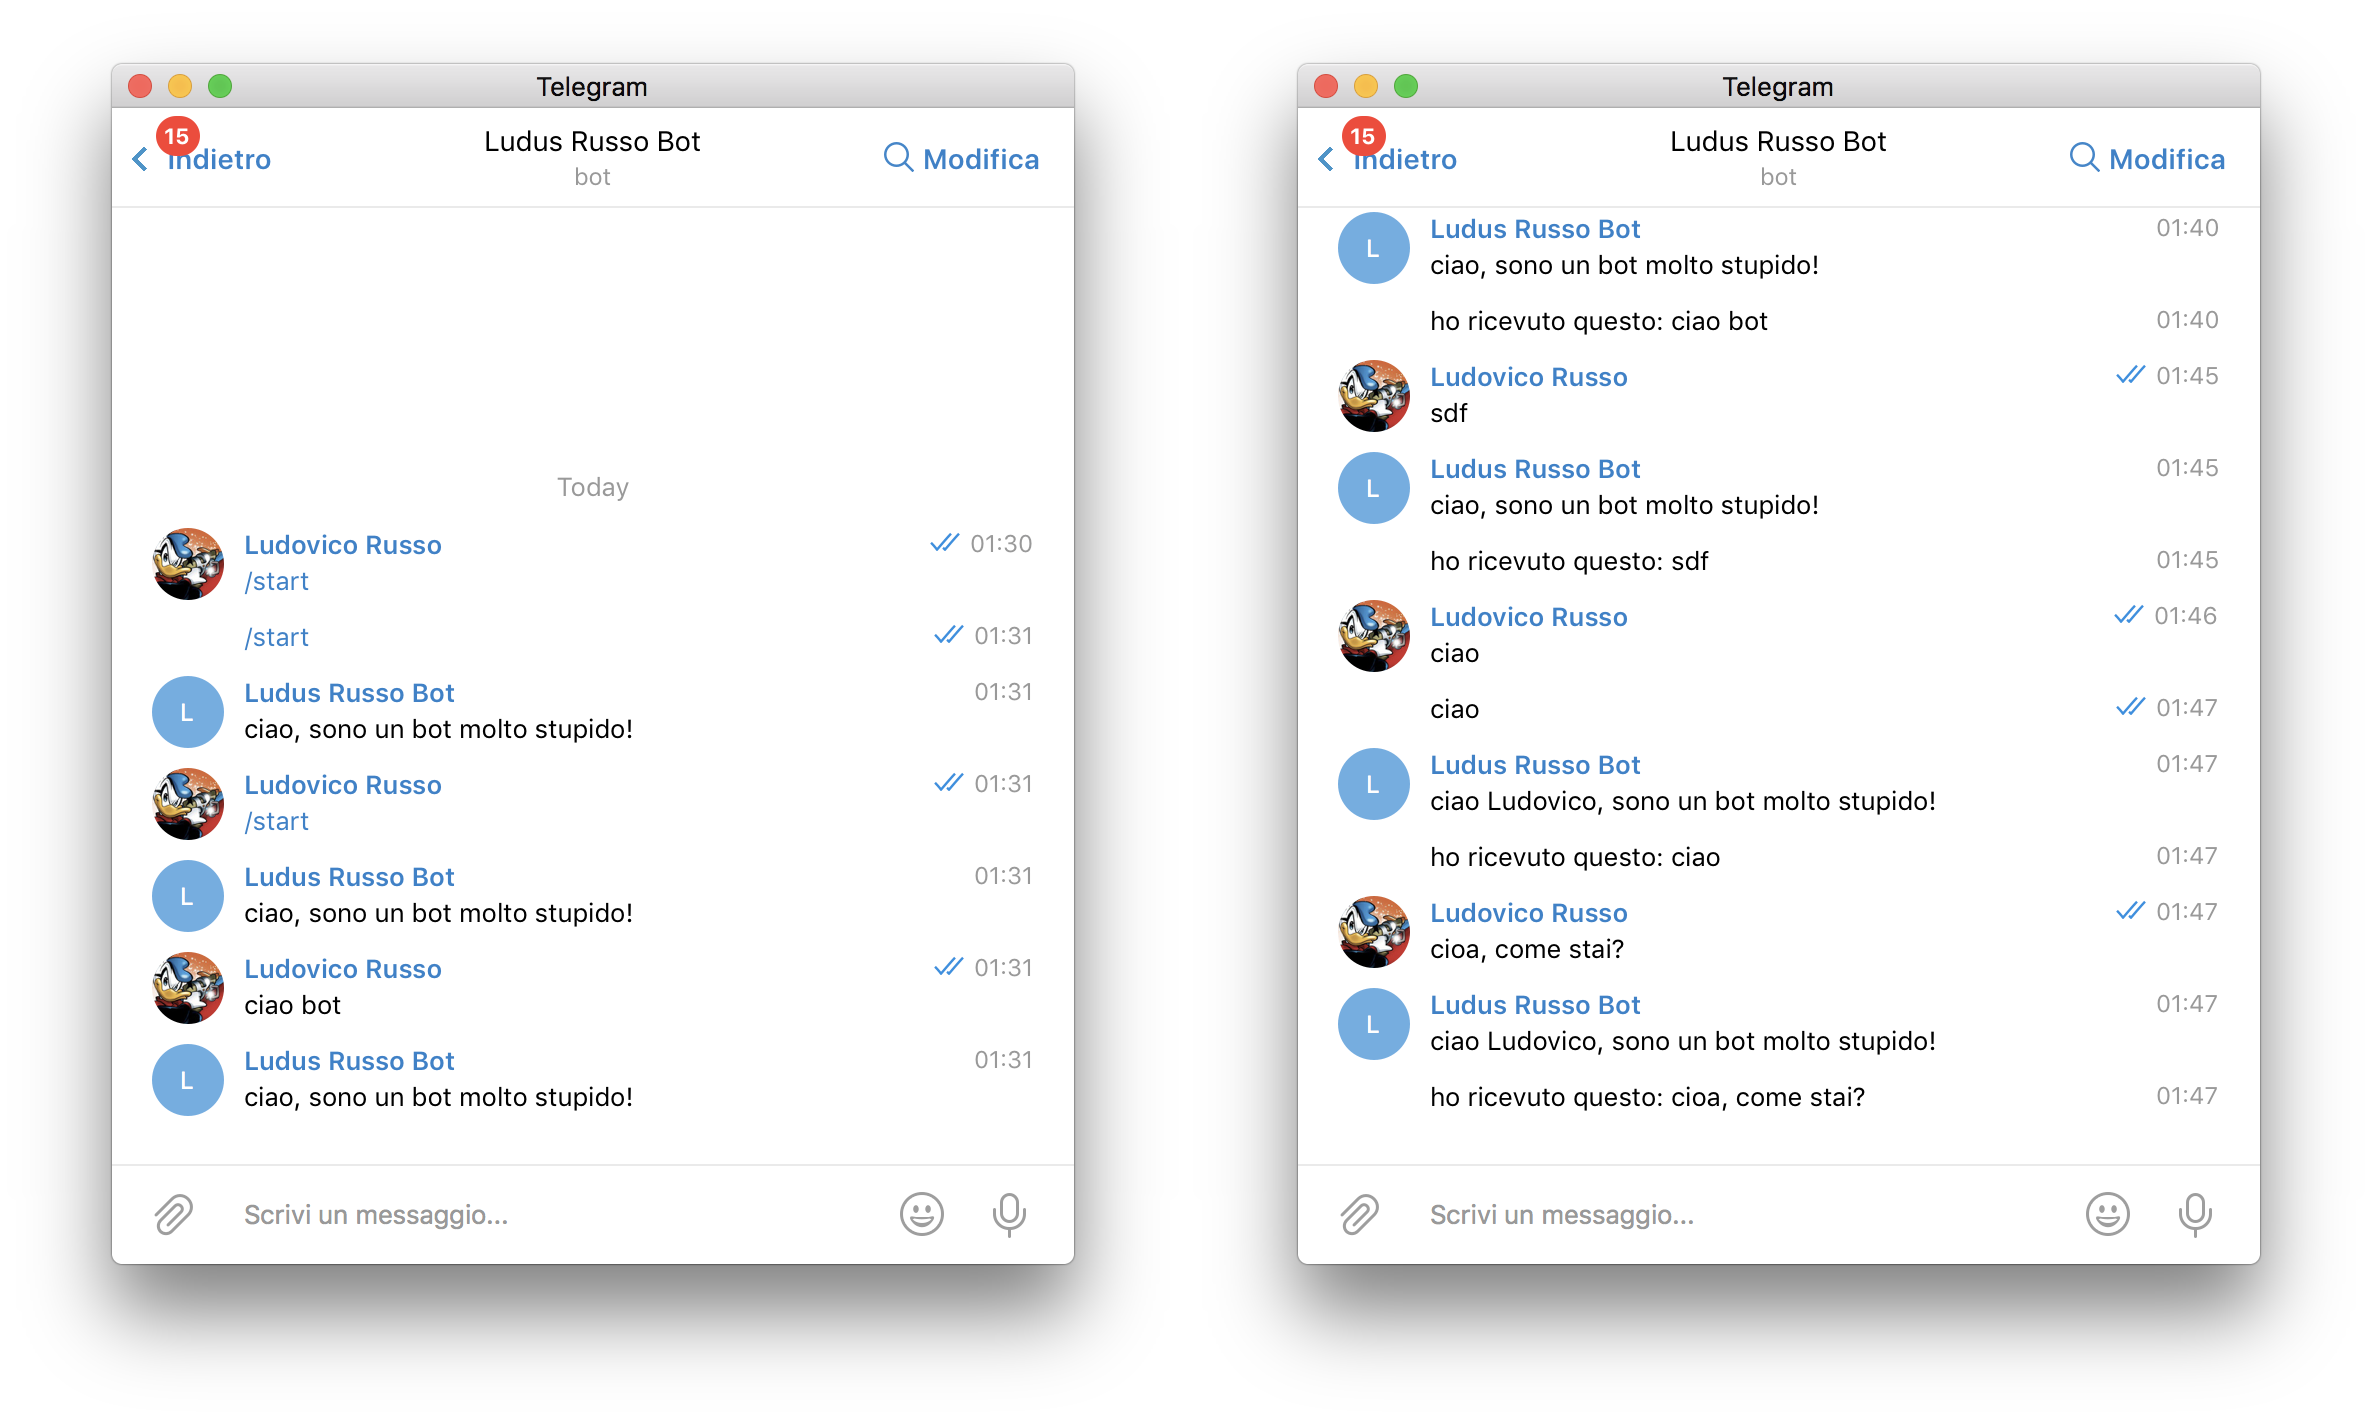 Telegram
15
Indietro
Ludus Russo Bot
bot
Modifica
Today
Ludovico Russo
01:30
/start
/start
01:31
L
Ludus Russo Bot
01:31
ciao, sono un bot molto stupido!
Ludovico Russo
01:31
/start
L
Ludus Russo Bot
01:31
ciao, sono un bot molto stupido!
Ludovico Russo
01:31
ciao bot
L
Ludus Russo Bot
01:31
ciao, sono un bot molto stupido!
Scrivi un messaggio...
Telegram
15
Indietro
Ludus Russo Bot
bot
Modifica
L
Ludus Russo Bot
01:40
ciao, sono un bot molto stupido!
ho ricevuto questo: ciao bot
01:40
Ludovico Russo
01:45
sdf
L
Ludus Russo Bot
01:45
ciao, sono un bot molto stupido!
ho ricevuto questo: sdf
01:45
Ludovico Russo
01:46
ciao
ciao
01:47
L
Ludus Russo Bot
01:47
ciao Ludovico, sono un bot molto stupido!
ho ricevuto questo: ciao
01:47
Ludovico Russo
01:47
cioa, come stai?
L
Ludus Russo Bot
01:47
ciao Ludovico, sono un bot molto stupido!
ho ricevuto questo: cioa, come stai?
01:47
Scrivi un messaggio...